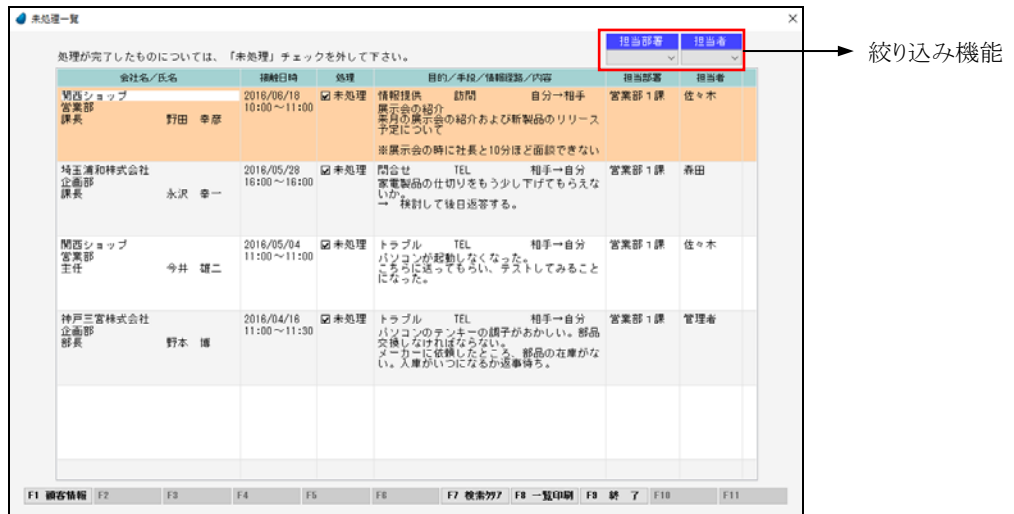 未処理一覧
担当部署 担当者
絞り込み機能
処理が完了したものについては、「未処理」チェックを外して下さい。
会社名/氏名 接触日時 処理 目的/手段/情報経路/内容 担当部署 担当者
関西ショップ 2016/06/18 未処理 情報提供 訪問 自分→相手 営業部1課 佐々木
営業部 10:00~11:00 展示会の紹介
課長 野田 幸彦 来月の展示会の紹介および新製品のリリース
予定について
※展示会の時に社長と10分ほど面談できない
埼玉浦和株式会社 2016/05/28 未処理 問合せ TEL 相手→自分 営業部1課 森田
企画部 16:00~16:00 家電製品の仕切りをもう少し下げてもらえな
課長 永沢 幸一 いか。
→ 検討して後日返答する。
関西ショップ 2016/05/04 未処理 トラブル TEL 相手→自分 営業部1課 佐々木
営業部 11:00~11:00 パソコンが起動しなくなった。
主任 今井 雄二 こちらに送ってもらい、テストしてみること
になった。
神戸三宮株式会社 2016/04/16 未処理 トラブル TEL 相手→自分 営業部1課 管理者
企画部 11:00~11:30 パソコンのテンキーの調子がおかしい。部品
部長 野本 博 交換しなければならない。
メーカーに依頼したところ、部品の在庫がな
い。入庫がいつになるか返事待ち。
F1 顧客情報 F2 F3 F4 F5 F6 F7 検索クリア F8 一覧印刷 F9 終 了 F10 F11